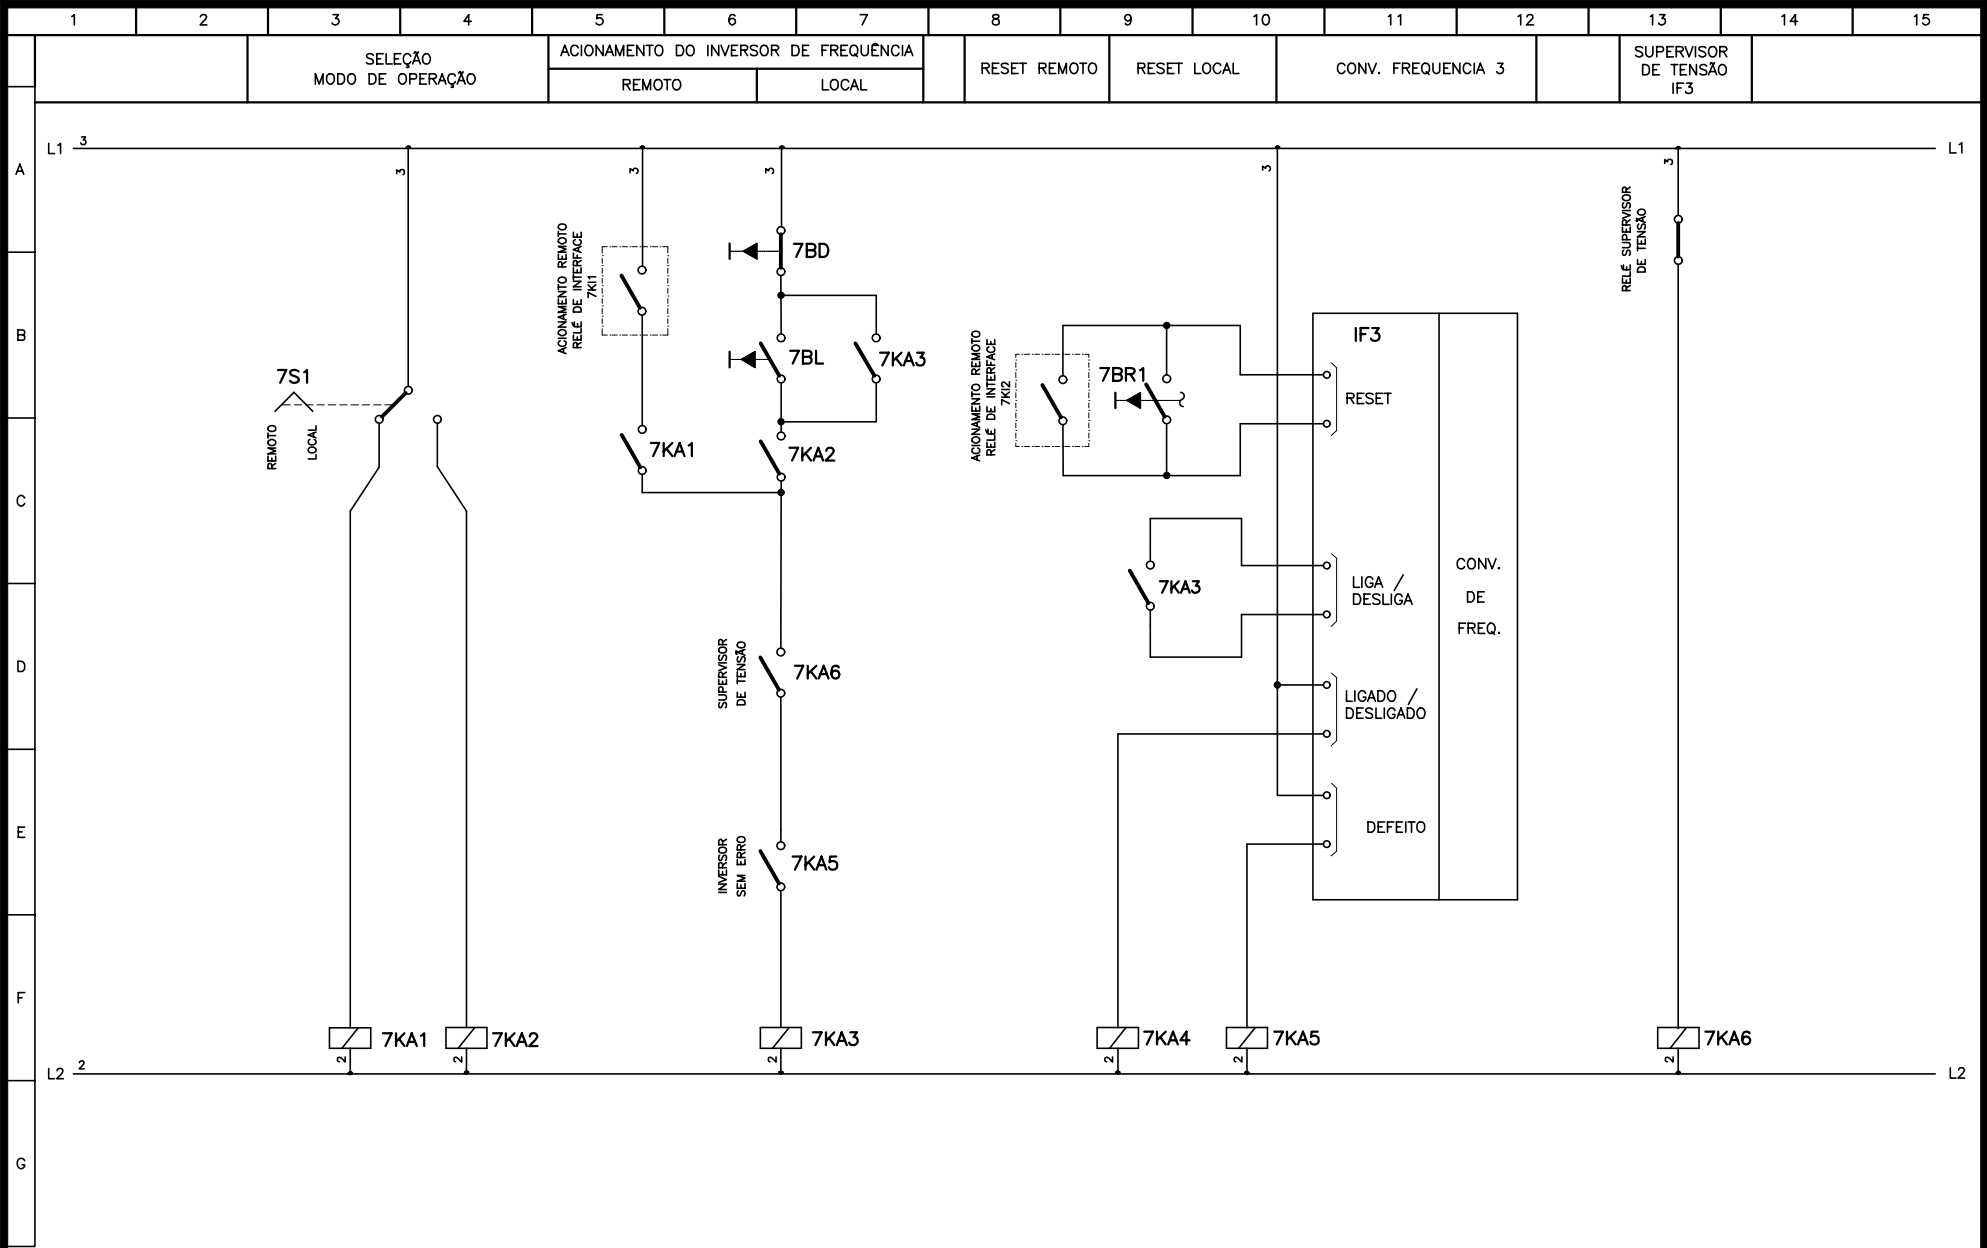 1 2 3 4 5 6 7 8 9 10 11 12 13 14 15
SELEÇÃO
MODO DE OPERAÇÃO
ACIONAMENTO DO INVERSOR DE FREQUÊNCIA
REMOTO
LOCAL
RESET REMOTO
RESET LOCAL
CONV. FREQUENCIA 3
SUPERVISOR
DE TENSÃO
IF3
L1 3
L1
A
3
3
3
3
3
ACIONAMENTO REMOTO
RELÉ DE INTERFACE
7KI1
7BD
RELÉ SUPERVISOR
DE TENSÃO
B
7BL
7KA3
ACIONAMENTO REMOTO
RELÉ DE INTERFACE
7KI2
7BR1
IF3
RESET
7S1
REMOTO
LOCAL
7KA1
7KA2
C
7KA3
LIGA /
DESLIGA
CONV.
DE
FREQ.
D
SUPERVISOR
DE TENSÃO
7KA6
LIGADO /
DESLIGADO
E
INVERSOR
SEM ERRO
7KA5
DEFEITO
F
7KA1
7KA2
7KA3
7KA4
7KA5
7KA6
2
2
2
2
2
2
L2 2
L2
G